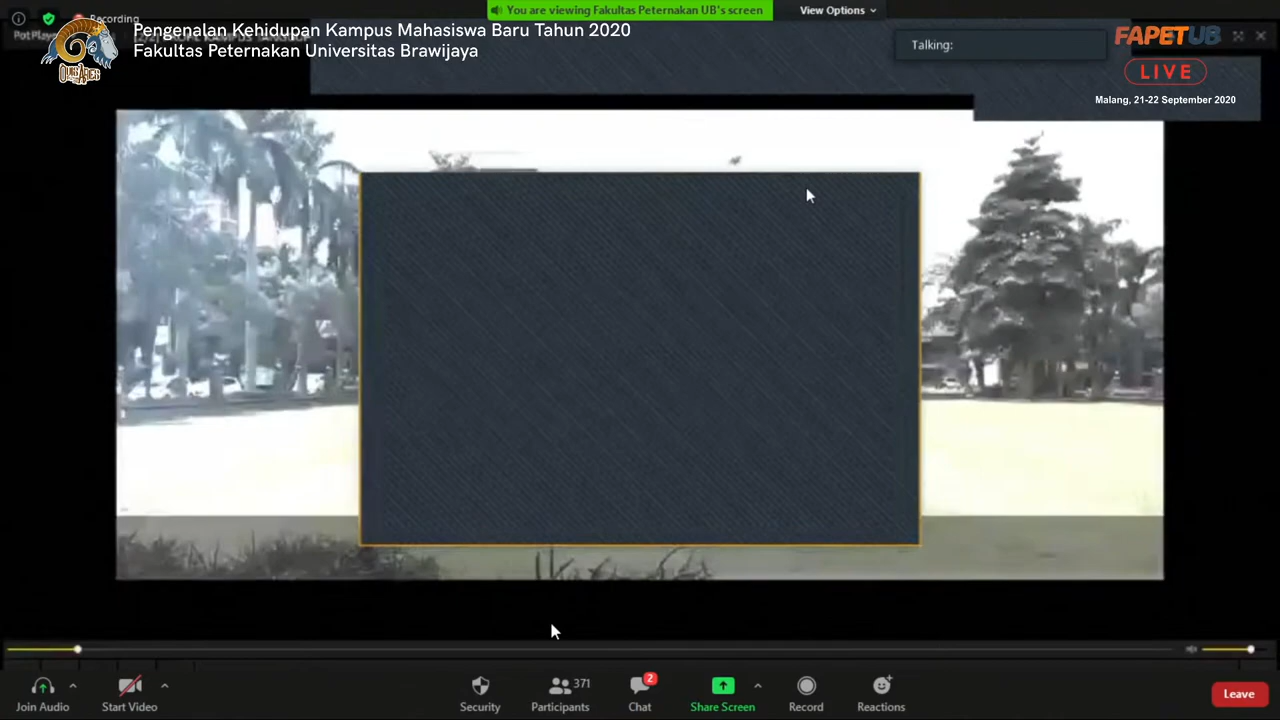 You are viewing Fakultas Peternakan UB's screen
View Options
Recording
Pengenalan Kehidupan Kampus Mahasiswa Baru Tahun 2020
Fakultas Peternakan Universitas Brawijaya
Talking:
FAPETUB
LIVE
Malang, 21-22 September 2020
Join Audio
Start Video
Security
371
Participants
2
Chat
Share Screen
Record
Reactions
Leave